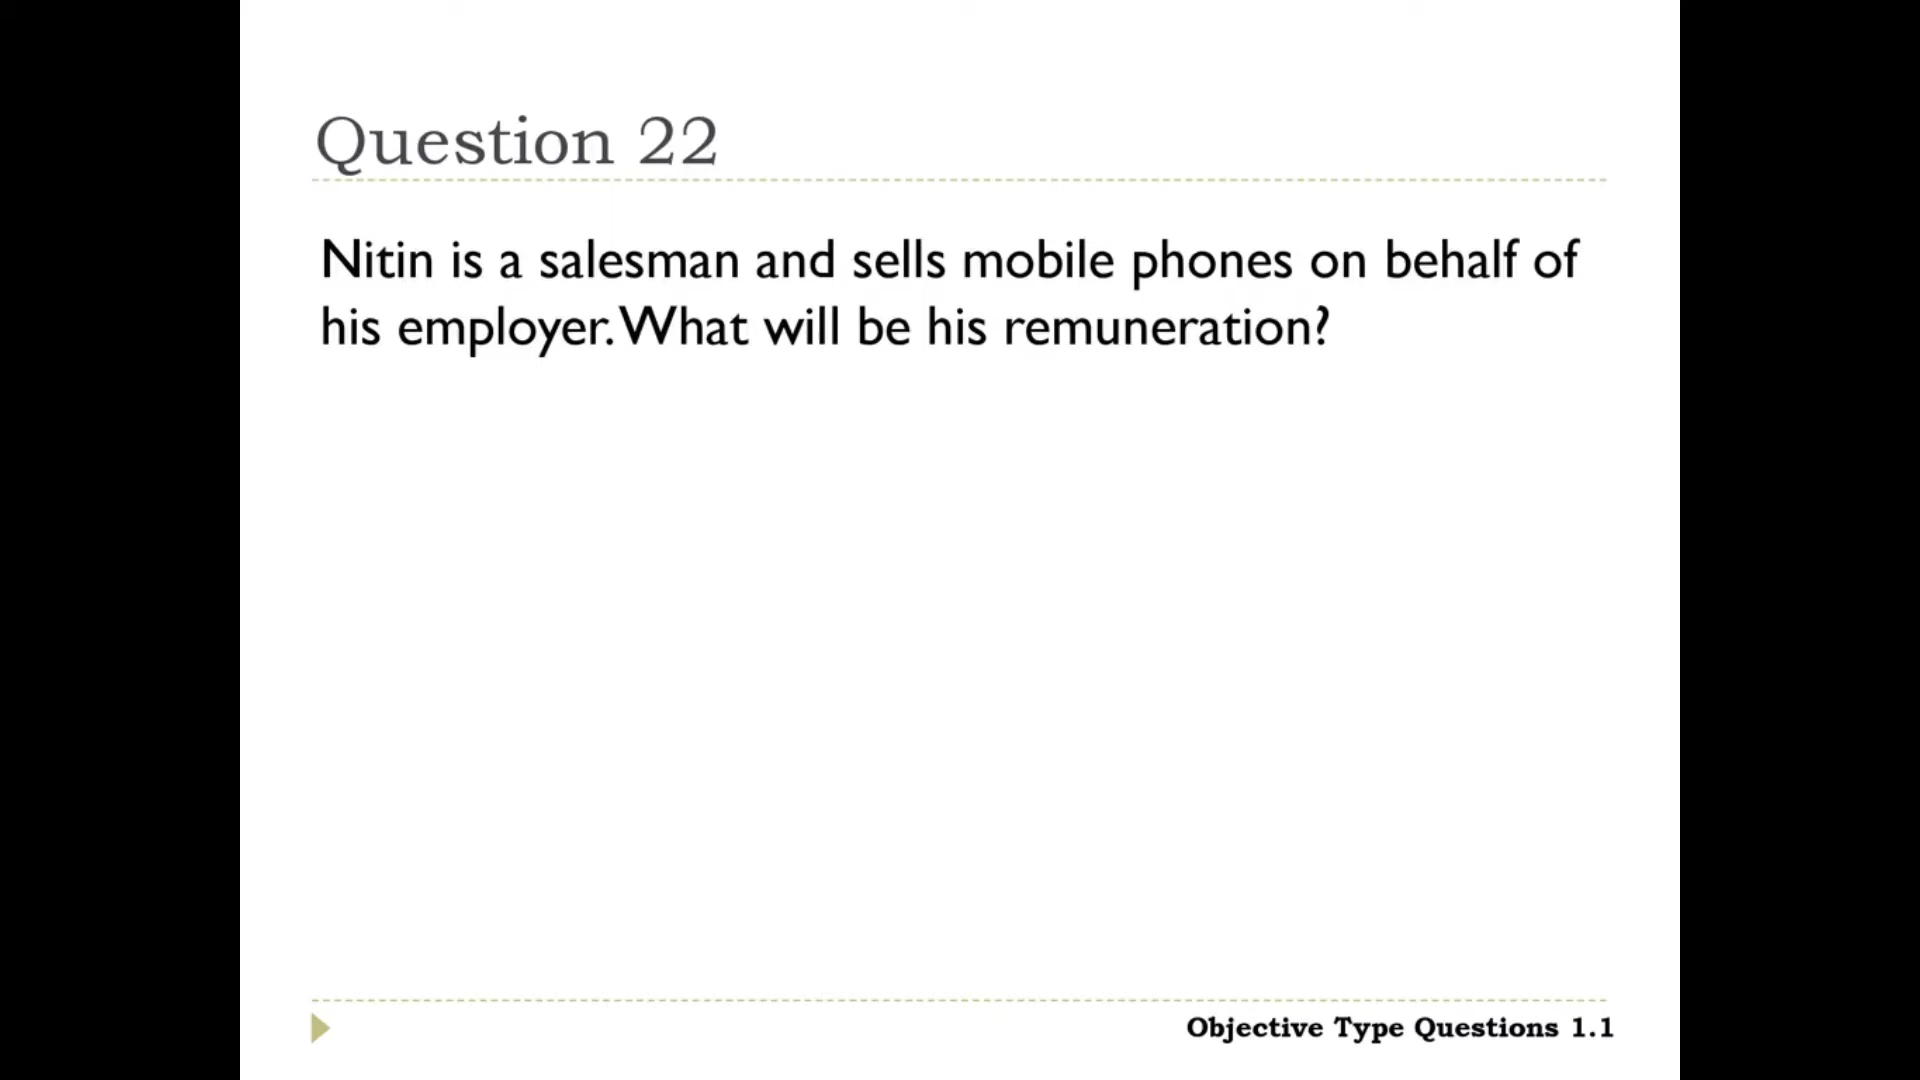 Question 22
Nitin is a salesman and sells mobile phones on behalf of
his employer. What will be his remuneration?
Objective Type Questions 1.1